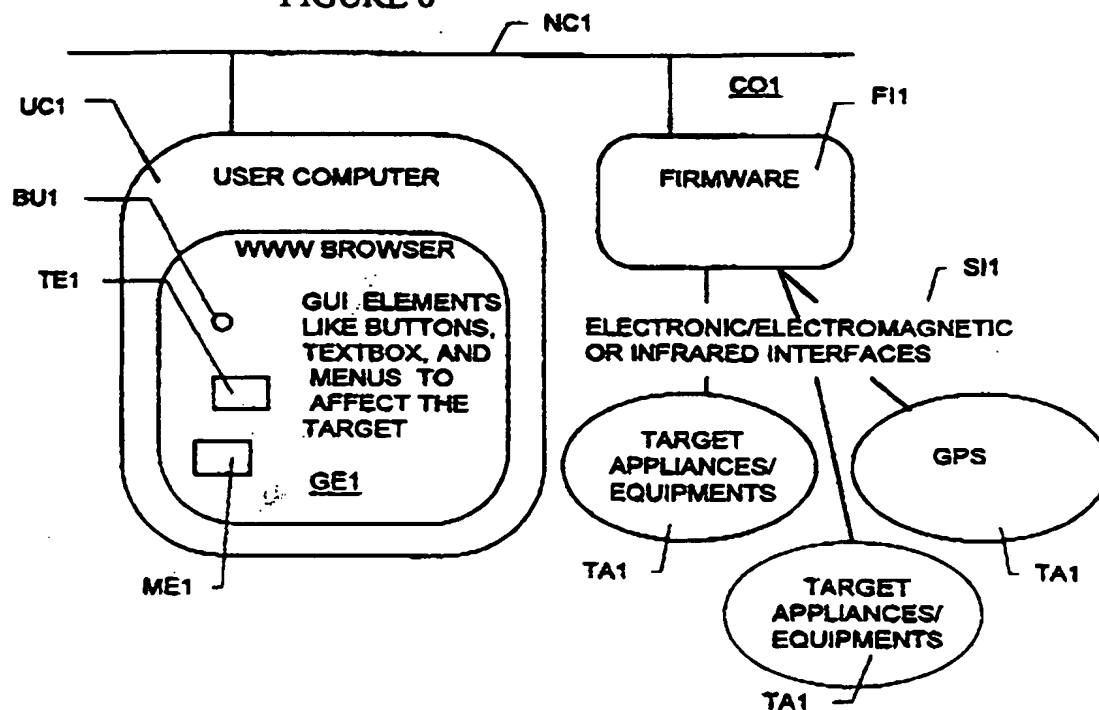 FIGURE 6
NC1
CO1
FI1
UC1
USER COMPUTER
FIRMWARE
BU1
WWW BROWSER
TE1
SI1
GUI ELEMENTS
LIKE BUTTONS,
TEXTBOX, AND
MENUS TO
AFFECT THE
TARGET
ELECTRONIC/ELECTROMAGNETIC
OR INFRARED INTERFACES
GE1
TARGET
APPLIANCES/
EQUIPMENTS
GPS
ME1
TA1
TA1
TARGET
APPLIANCES/
EQUIPMENTS
TA1